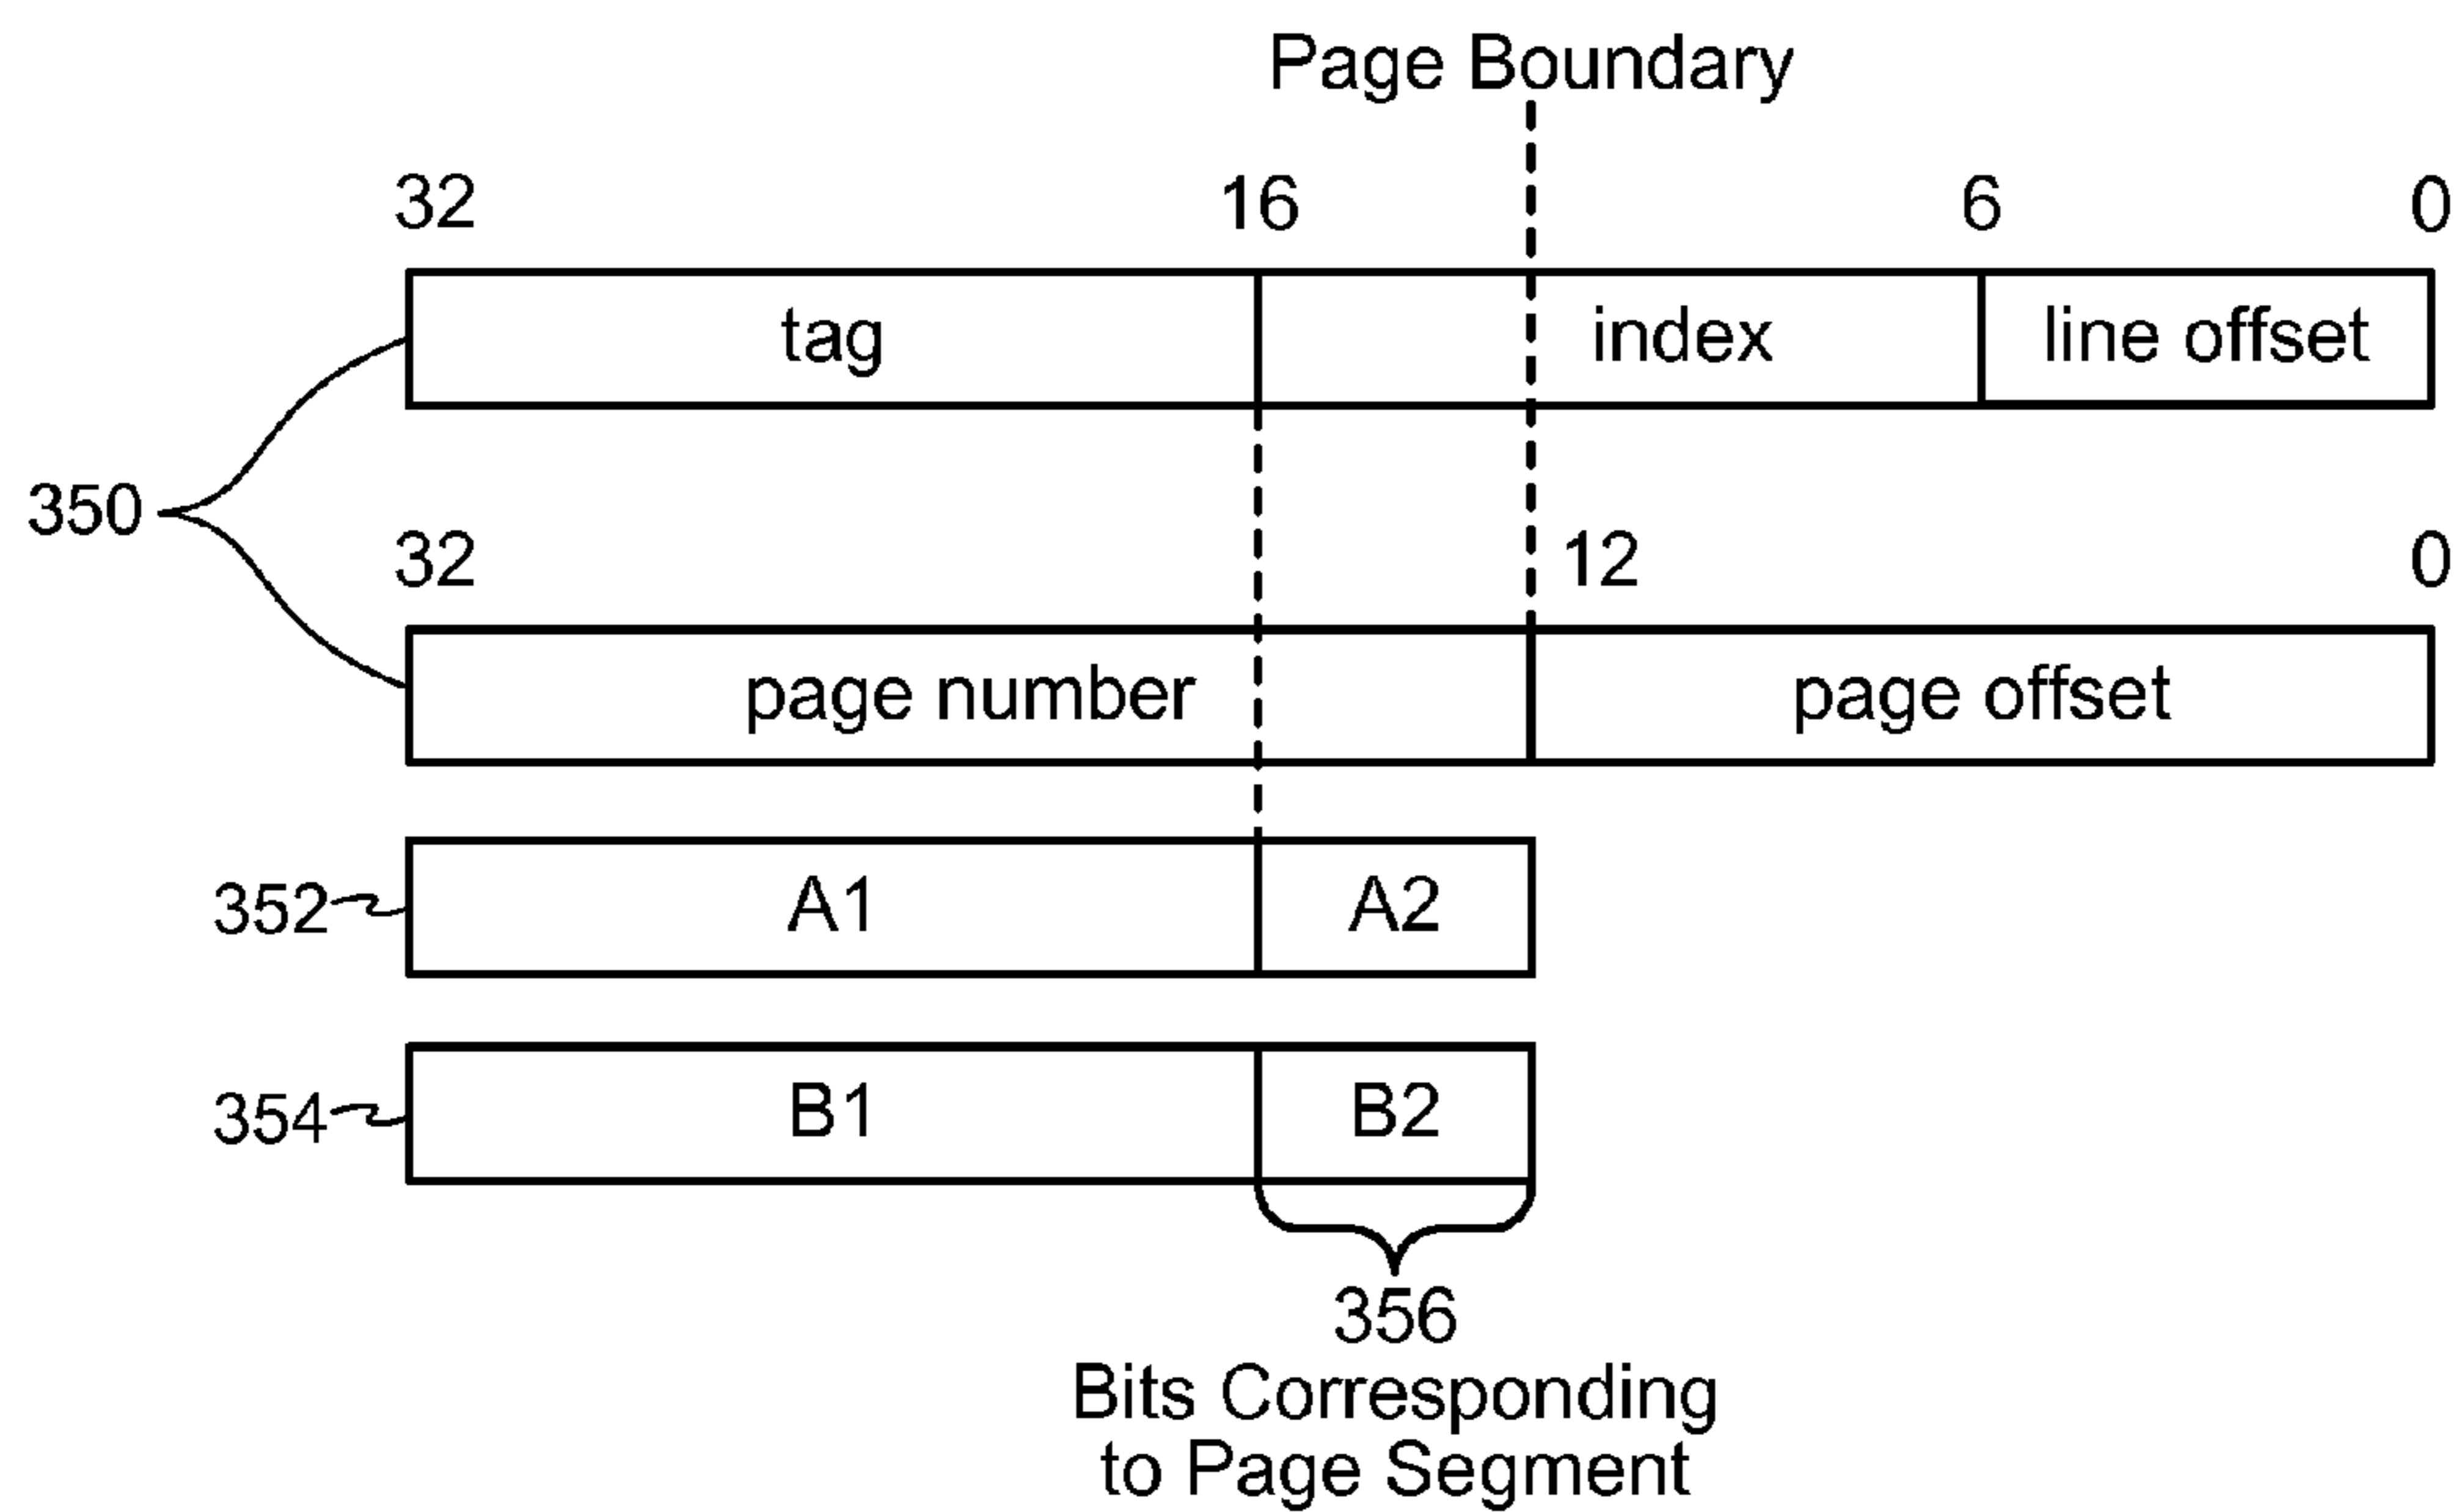 Page Boundary
32 16 6 0
tag index line offset
350
32 12 0
page number page offset
352 A1 A2
354 B1 B2
356
Bits Corresponding
to Page Segment